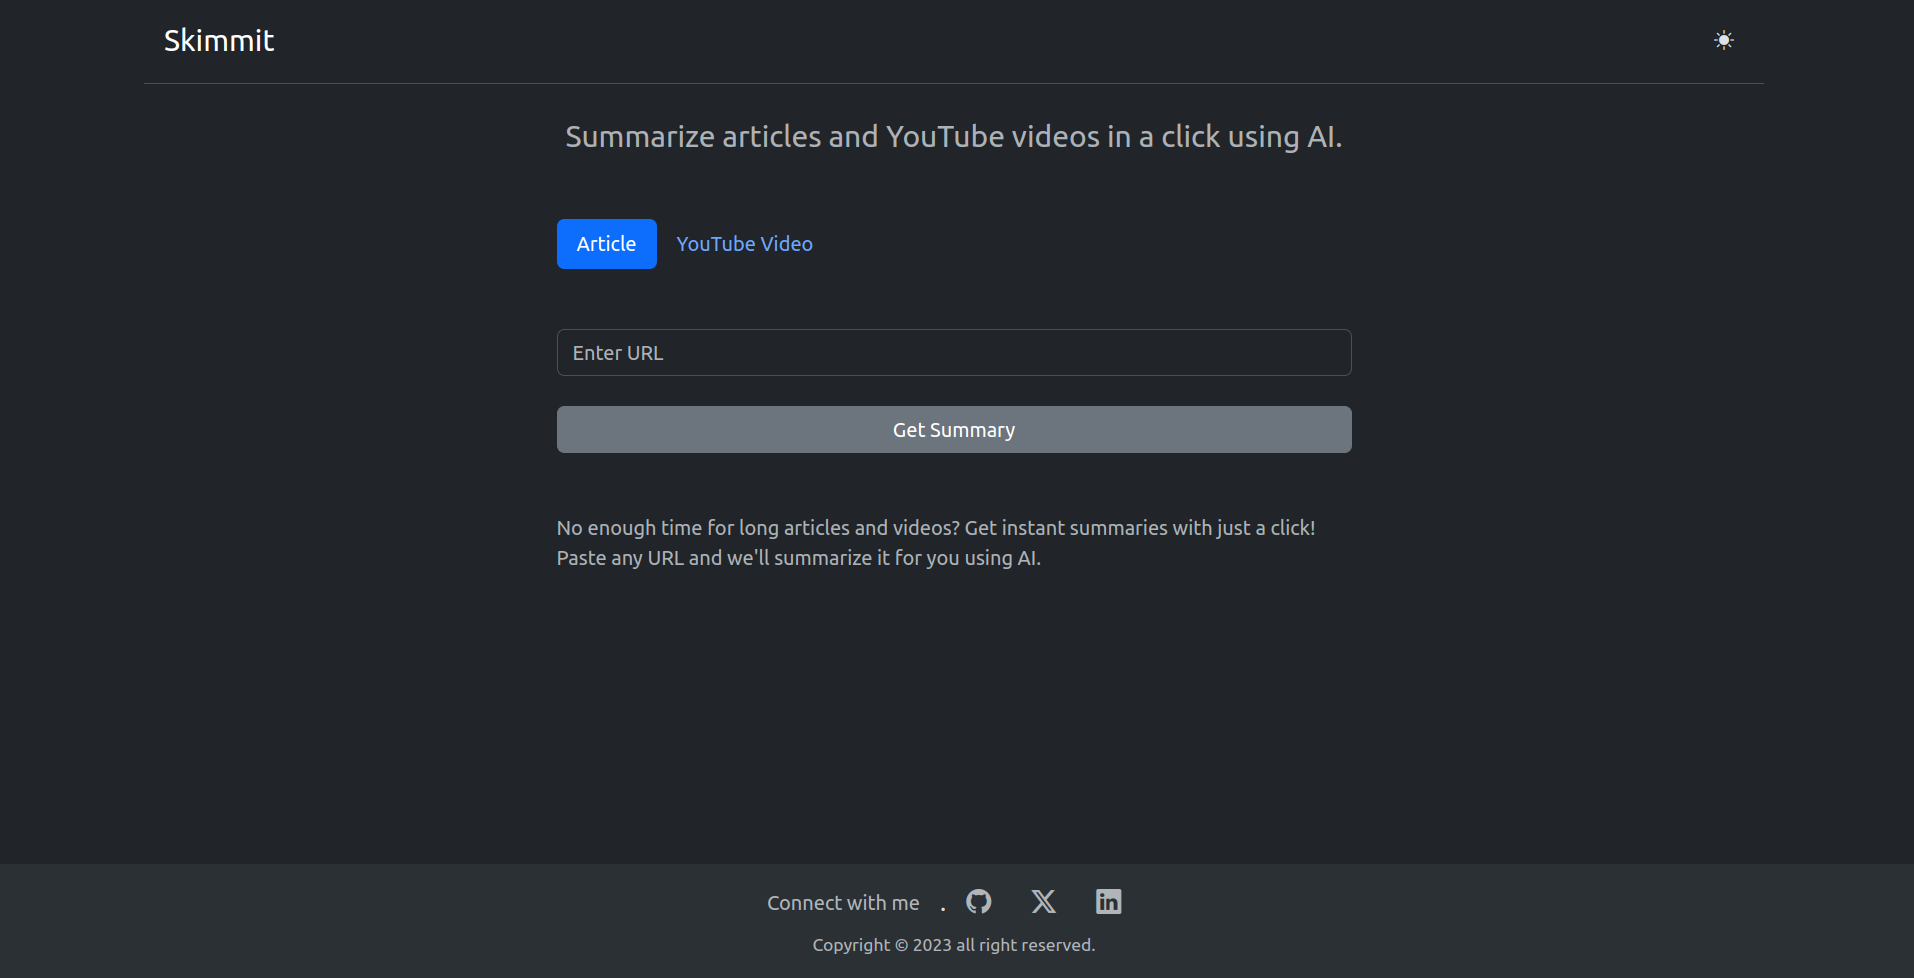 Skimmit
Summarize articles and YouTube videos in a click using AI.
Article
YouTube Video
Enter URL
Get Summary
No enough time for long articles and videos? Get instant summaries with just a click!
Paste any URL and we'll summarize it for you using AI.
Connect with me .
Copyright © 2023 all right reserved.